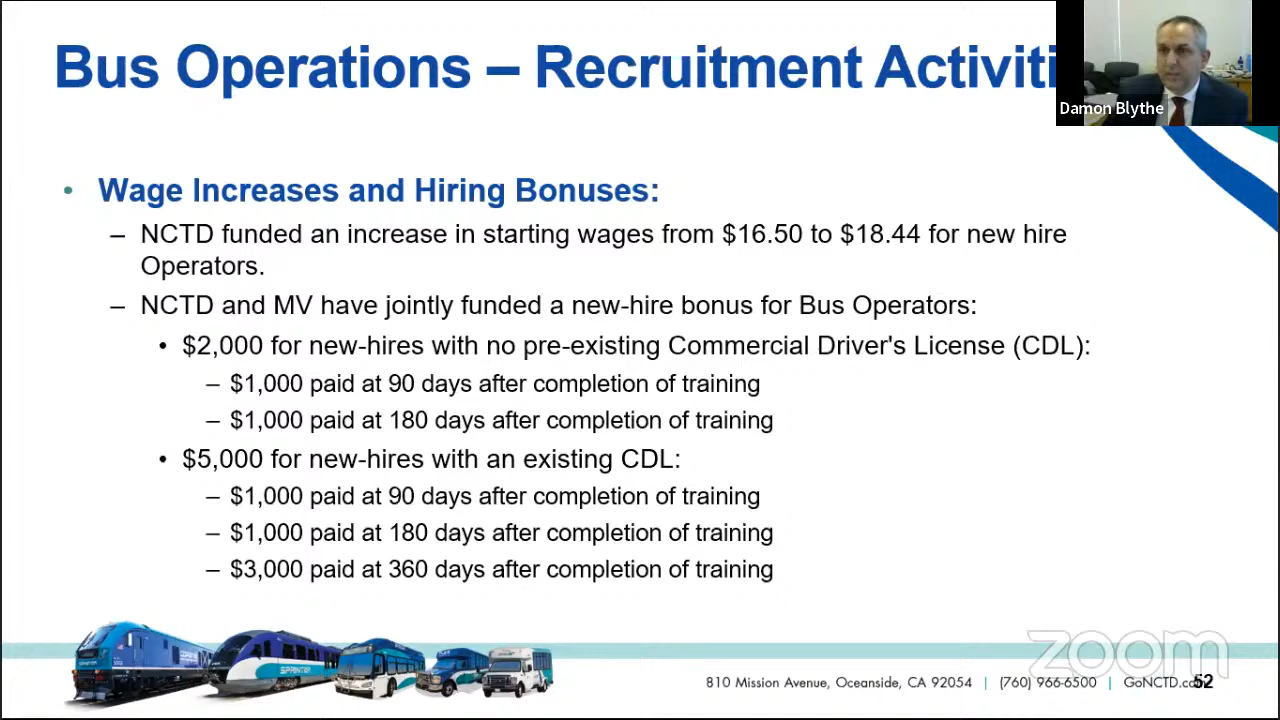 Bus Operations – Recruitment Activiti
Damon Blythe
• Wage Increases and Hiring Bonuses:
– NCTD funded an increase in starting wages from $16.50 to $18.44 for new hire
Operators.
– NCTD and MV have jointly funded a new-hire bonus for Bus Operators:
• $2,000 for new-hires with no pre-existing Commercial Driver's License (CDL):
– $1,000 paid at 90 days after completion of training
– $1,000 paid at 180 days after completion of training
• $5,000 for new-hires with an existing CDL:
– $1,000 paid at 90 days after completion of training
– $1,000 paid at 180 days after completion of training
– $3,000 paid at 360 days after completion of training
SPRINTER
zoom
810 Mission Avenue, Oceanside, CA 92054 | (760) 966-6500 | GoNCTD.com
52